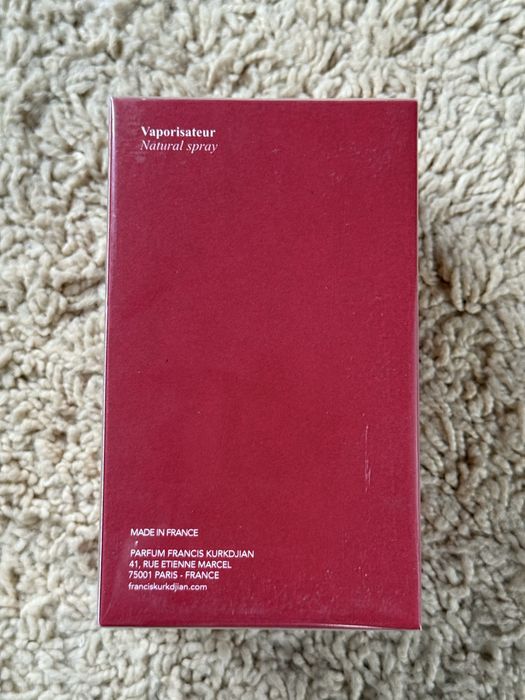 Vaporisateur
Natural spray
MADE IN FRANCE
PARFUM FRANCIS KURKDJIAN
41, RUE ETIENNE MARCEL
75001 PARIS - FRANCE
franciskurkdjian.com